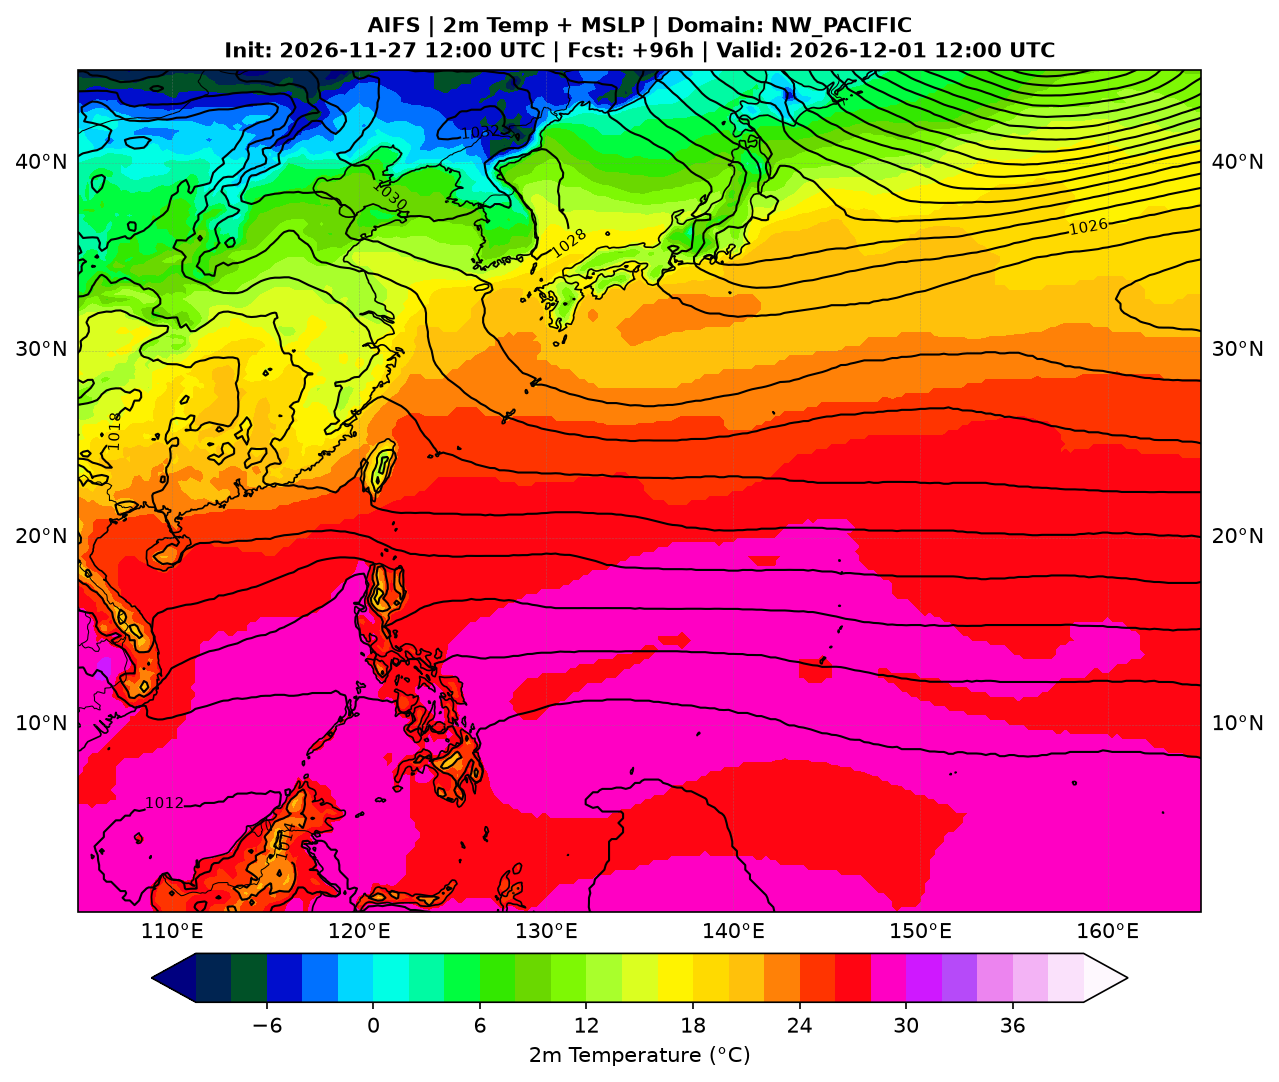 AIFS | 2m Temp + MSLP | Domain: NW_PACIFIC
Init: 2026-11-27 12:00 UTC | Fcst: +96h | Valid: 2026-12-01 12:00 UTC
1032
40°N
40°N
1030
1028
1026
30°N
30°N
1018
20°N
20°N
10°N
10°N
1012
1014
110°E
120°E
130°E
140°E
150°E
160°E
−6
0
6
12
18
24
30
36
2m Temperature (°C)